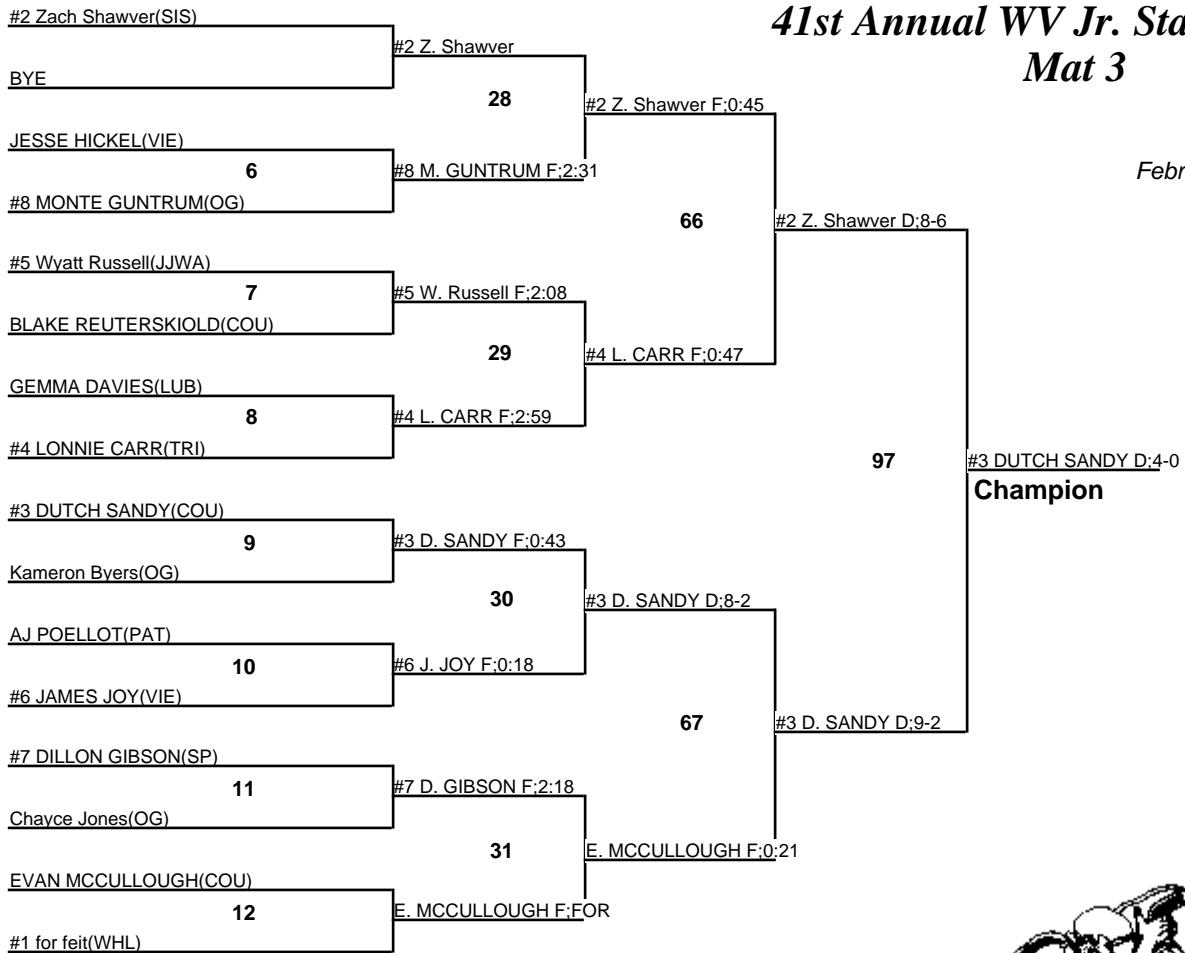 41st Annual WV Jr. Sta
Mat 3
Febr
#2 Zach Shawver(SIS)
BYE
JESSE HICKEL(VIE)
6
#8 MONTE GUNTRUM(OG)
#5 Wyatt Russell(JJWA)
7
BLAKE REUTERSKIOLD(COU)
GEMMA DAVIES(LUB)
8
#4 LONNIE CARR(TRI)
#3 DUTCH SANDY(COU)
9
Kameron Byers(OG)
AJ POELLOT(PAT)
10
#6 JAMES JOY(VIE)
#7 DILLON GIBSON(SP)
11
Chayce Jones(OG)
EVAN MCCULLOUGH(COU)
12
#1 for feit(WHL)
#2 Z. Shawver
28
#8 M. GUNTRUM F;2:31
#5 W. Russell F;2:08
29
#4 L. CARR F;2:59
#3 D. SANDY F;0:43
30
#6 J. JOY F;0:18
#7 D. GIBSON F;2:18
31
E. MCCULLOUGH F;FOR
#2 Z. Shawver F;0:45
66
#4 L. CARR F;0:47
#3 D. SANDY D;8-2
67
E. MCCULLOUGH F;0:21
#2 Z. Shawver D;8-6
97
#3 D. SANDY D;9-2
#3 DUTCH SANDY D;4-0
Champion